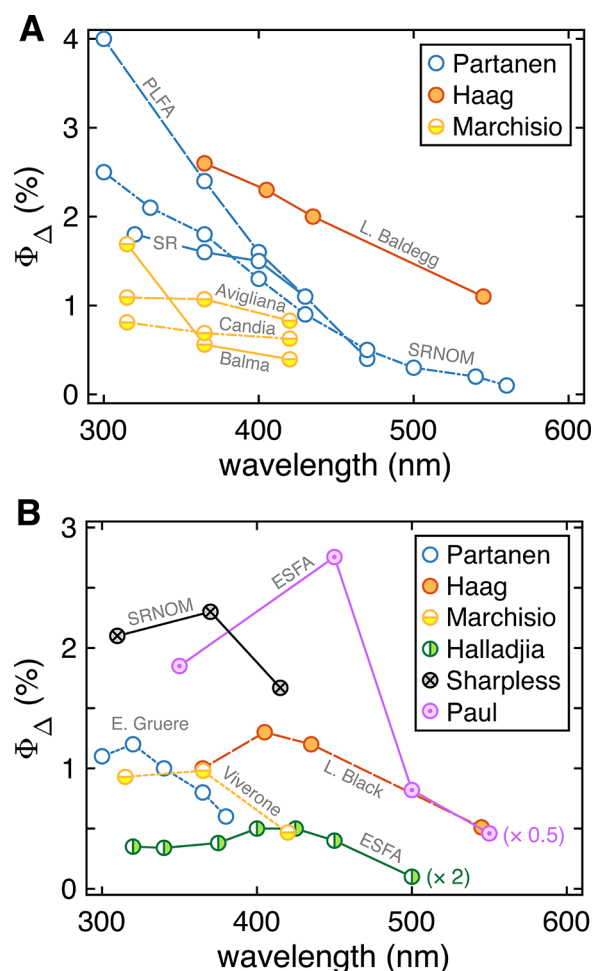 A
4
3
2
1
0
Φ_Δ (%)
PLFA
SR
Avigliana
Candia
Balma
L. Baldegg
SRNOM
Partanen
Haag
Marchisio
300 400 500 600
wavelength (nm)
B
3
2
1
0
Φ_Δ (%)
SRNOM
ESFA
E. Gruere
Viverone
L. Black
ESFA
(× 0.5)
(× 2)
Partanen
Haag
Marchisio
Halladjia
Sharpless
Paul
300 400 500 600
wavelength (nm)